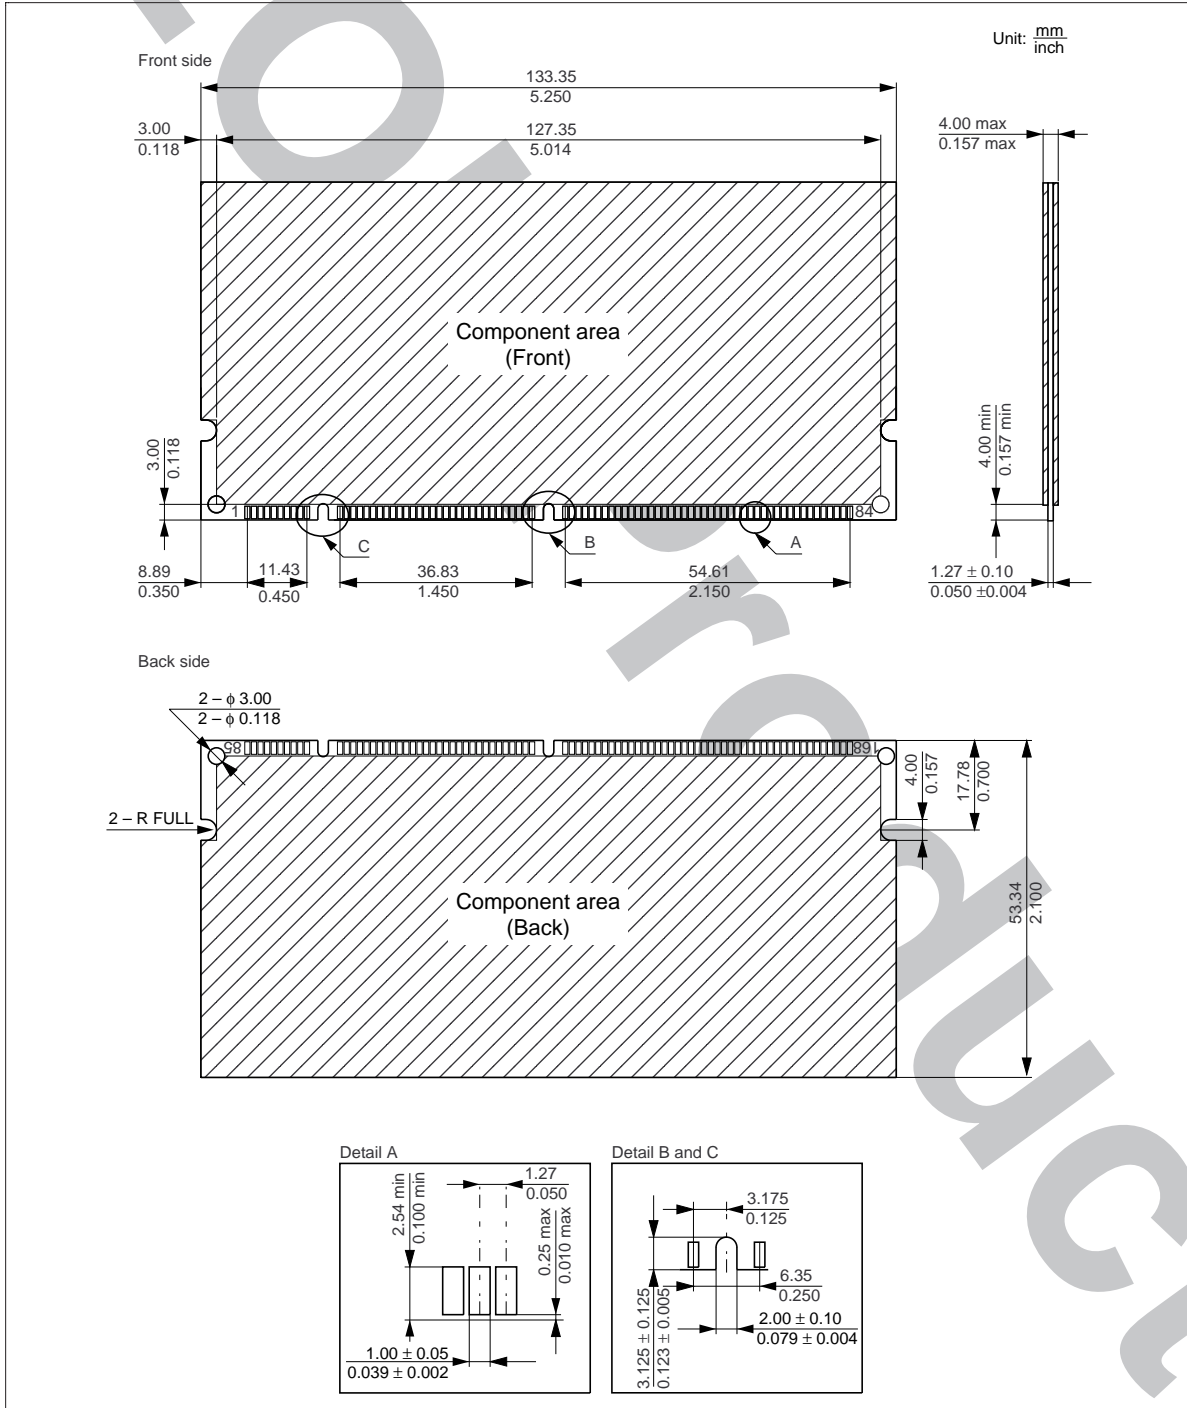 Unit: mm
inch
Front side
133.35
5.250
3.00
0.118
127.35
5.014
4.00 max
0.157 max
Component area
(Front)
3.00
0.118
4.00 min
0.157 min
1
84
C
B
A
8.89
0.350
11.43
0.450
36.83
1.450
54.61
2.150
1.27 ± 0.10
0.050 ±0.004
Back side
2 – ϕ 3.00
2 – ϕ 0.118
85
168
4.00
0.157
17.78
0.700
2 – R FULL
Component area
(Back)
53.34
2.100
Detail A
2.54 min
0.100 min
1.27
0.050
0.25 max
0.010 max
1.00 ± 0.05
0.039 ± 0.002
Detail B and C
3.175
0.125
6.35
0.250
3.125 ± 0.125
0.123 ± 0.005
2.00 ± 0.10
0.079 ± 0.004